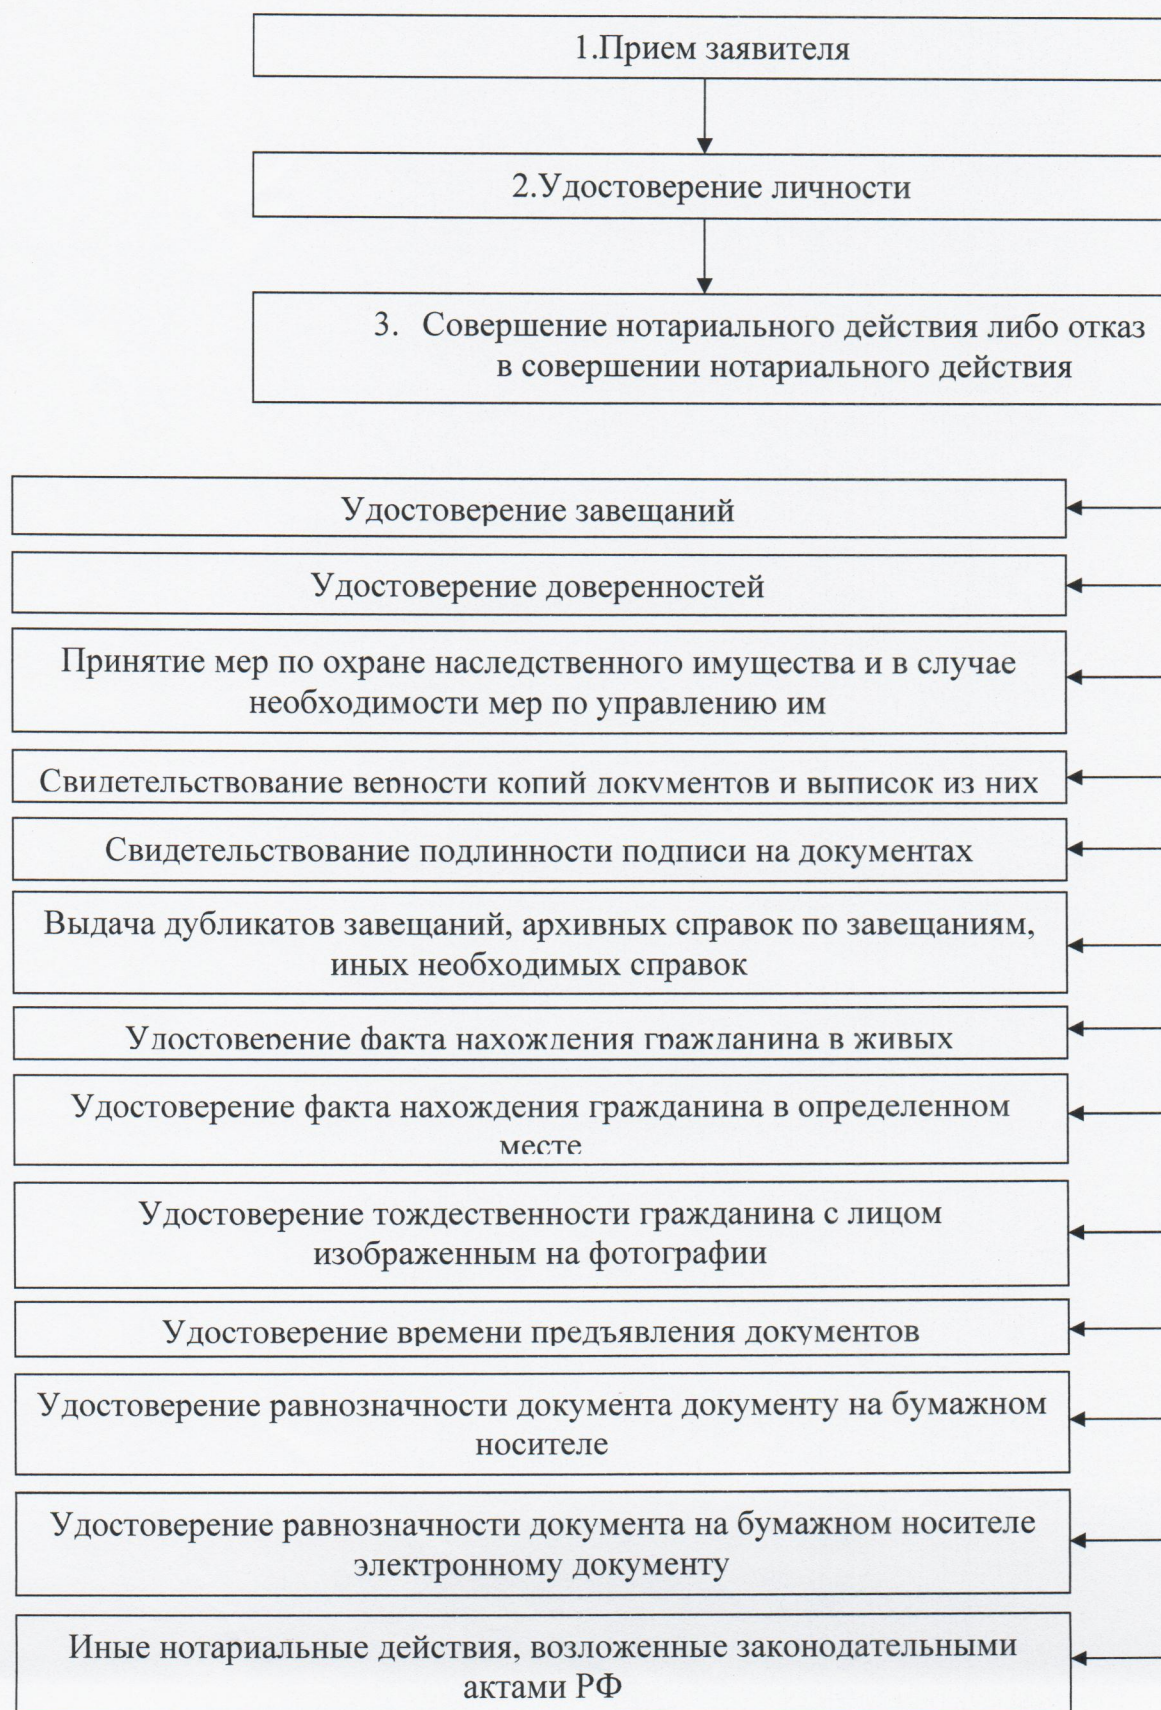 1.Прием заявителя
2.Удостоверение личности
3. Совершение нотариального действия либо отказ
в совершении нотариального действия
Удостоверение завещаний
Удостоверение доверенностей
Принятие мер по охране наследственного имущества и в случае
необходимости мер по управлению им
Свидетельствование верности копий документов и выписок из них
Свидетельствование подлинности подписи на документах
Выдача дубликатов завещаний, архивных справок по завещаниям,
иных необходимых справок
Удостоверение факта нахождения гражданина в живых
Удостоверение факта нахождения гражданина в определенном
месте
Удостоверение тождественности гражданина с лицом
изображенным на фотографии
Удостоверение времени предъявления документов
Удостоверение равнозначности документа документу на бумажном
носителе
Удостоверение равнозначности документа на бумажном носителе
электронному документу
Иные нотариальные действия, возложенные законодательными
актами РФ